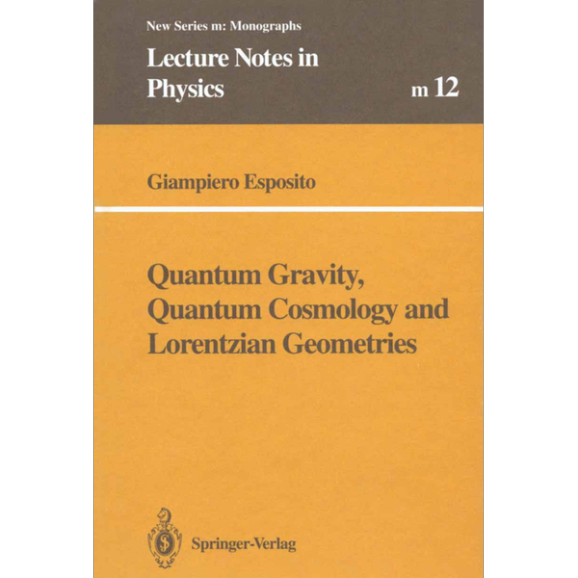 New Series m: Monographs
Lecture Notes in
Physics
m 12
Giampiero Esposito
Quantum Gravity,
Quantum Cosmology and
Lorentzian Geometries
Springer-Verlag